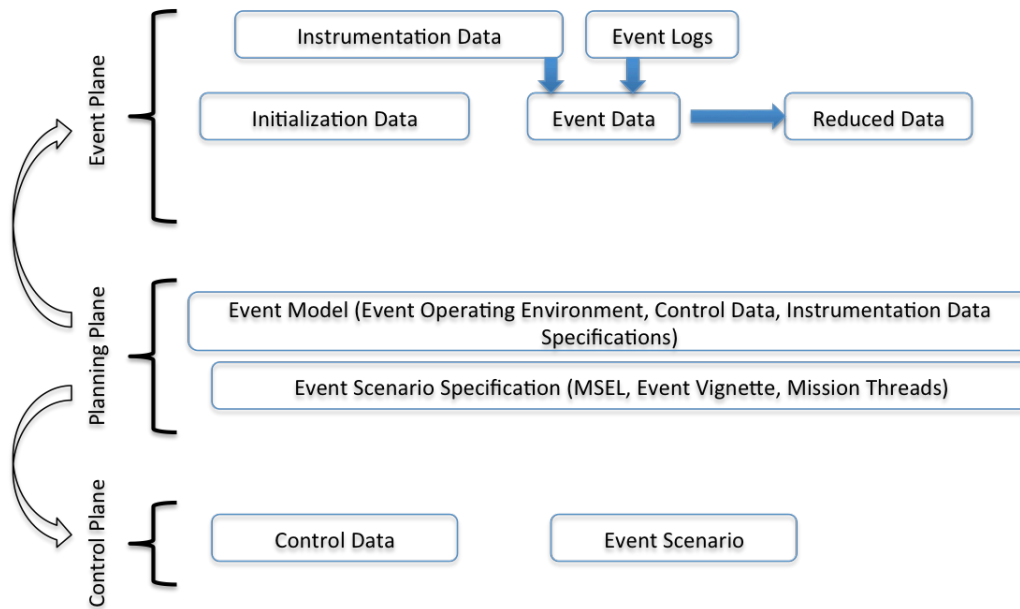 Event Plane
Instrumentation Data
Event Logs
Initialization Data
Event Data
Reduced Data
Planning Plane
Event Model (Event Operating Environment, Control Data, Instrumentation Data
Specifications)
Event Scenario Specification (MSEL, Event Vignette, Mission Threads)
Control Plane
Control Data
Event Scenario